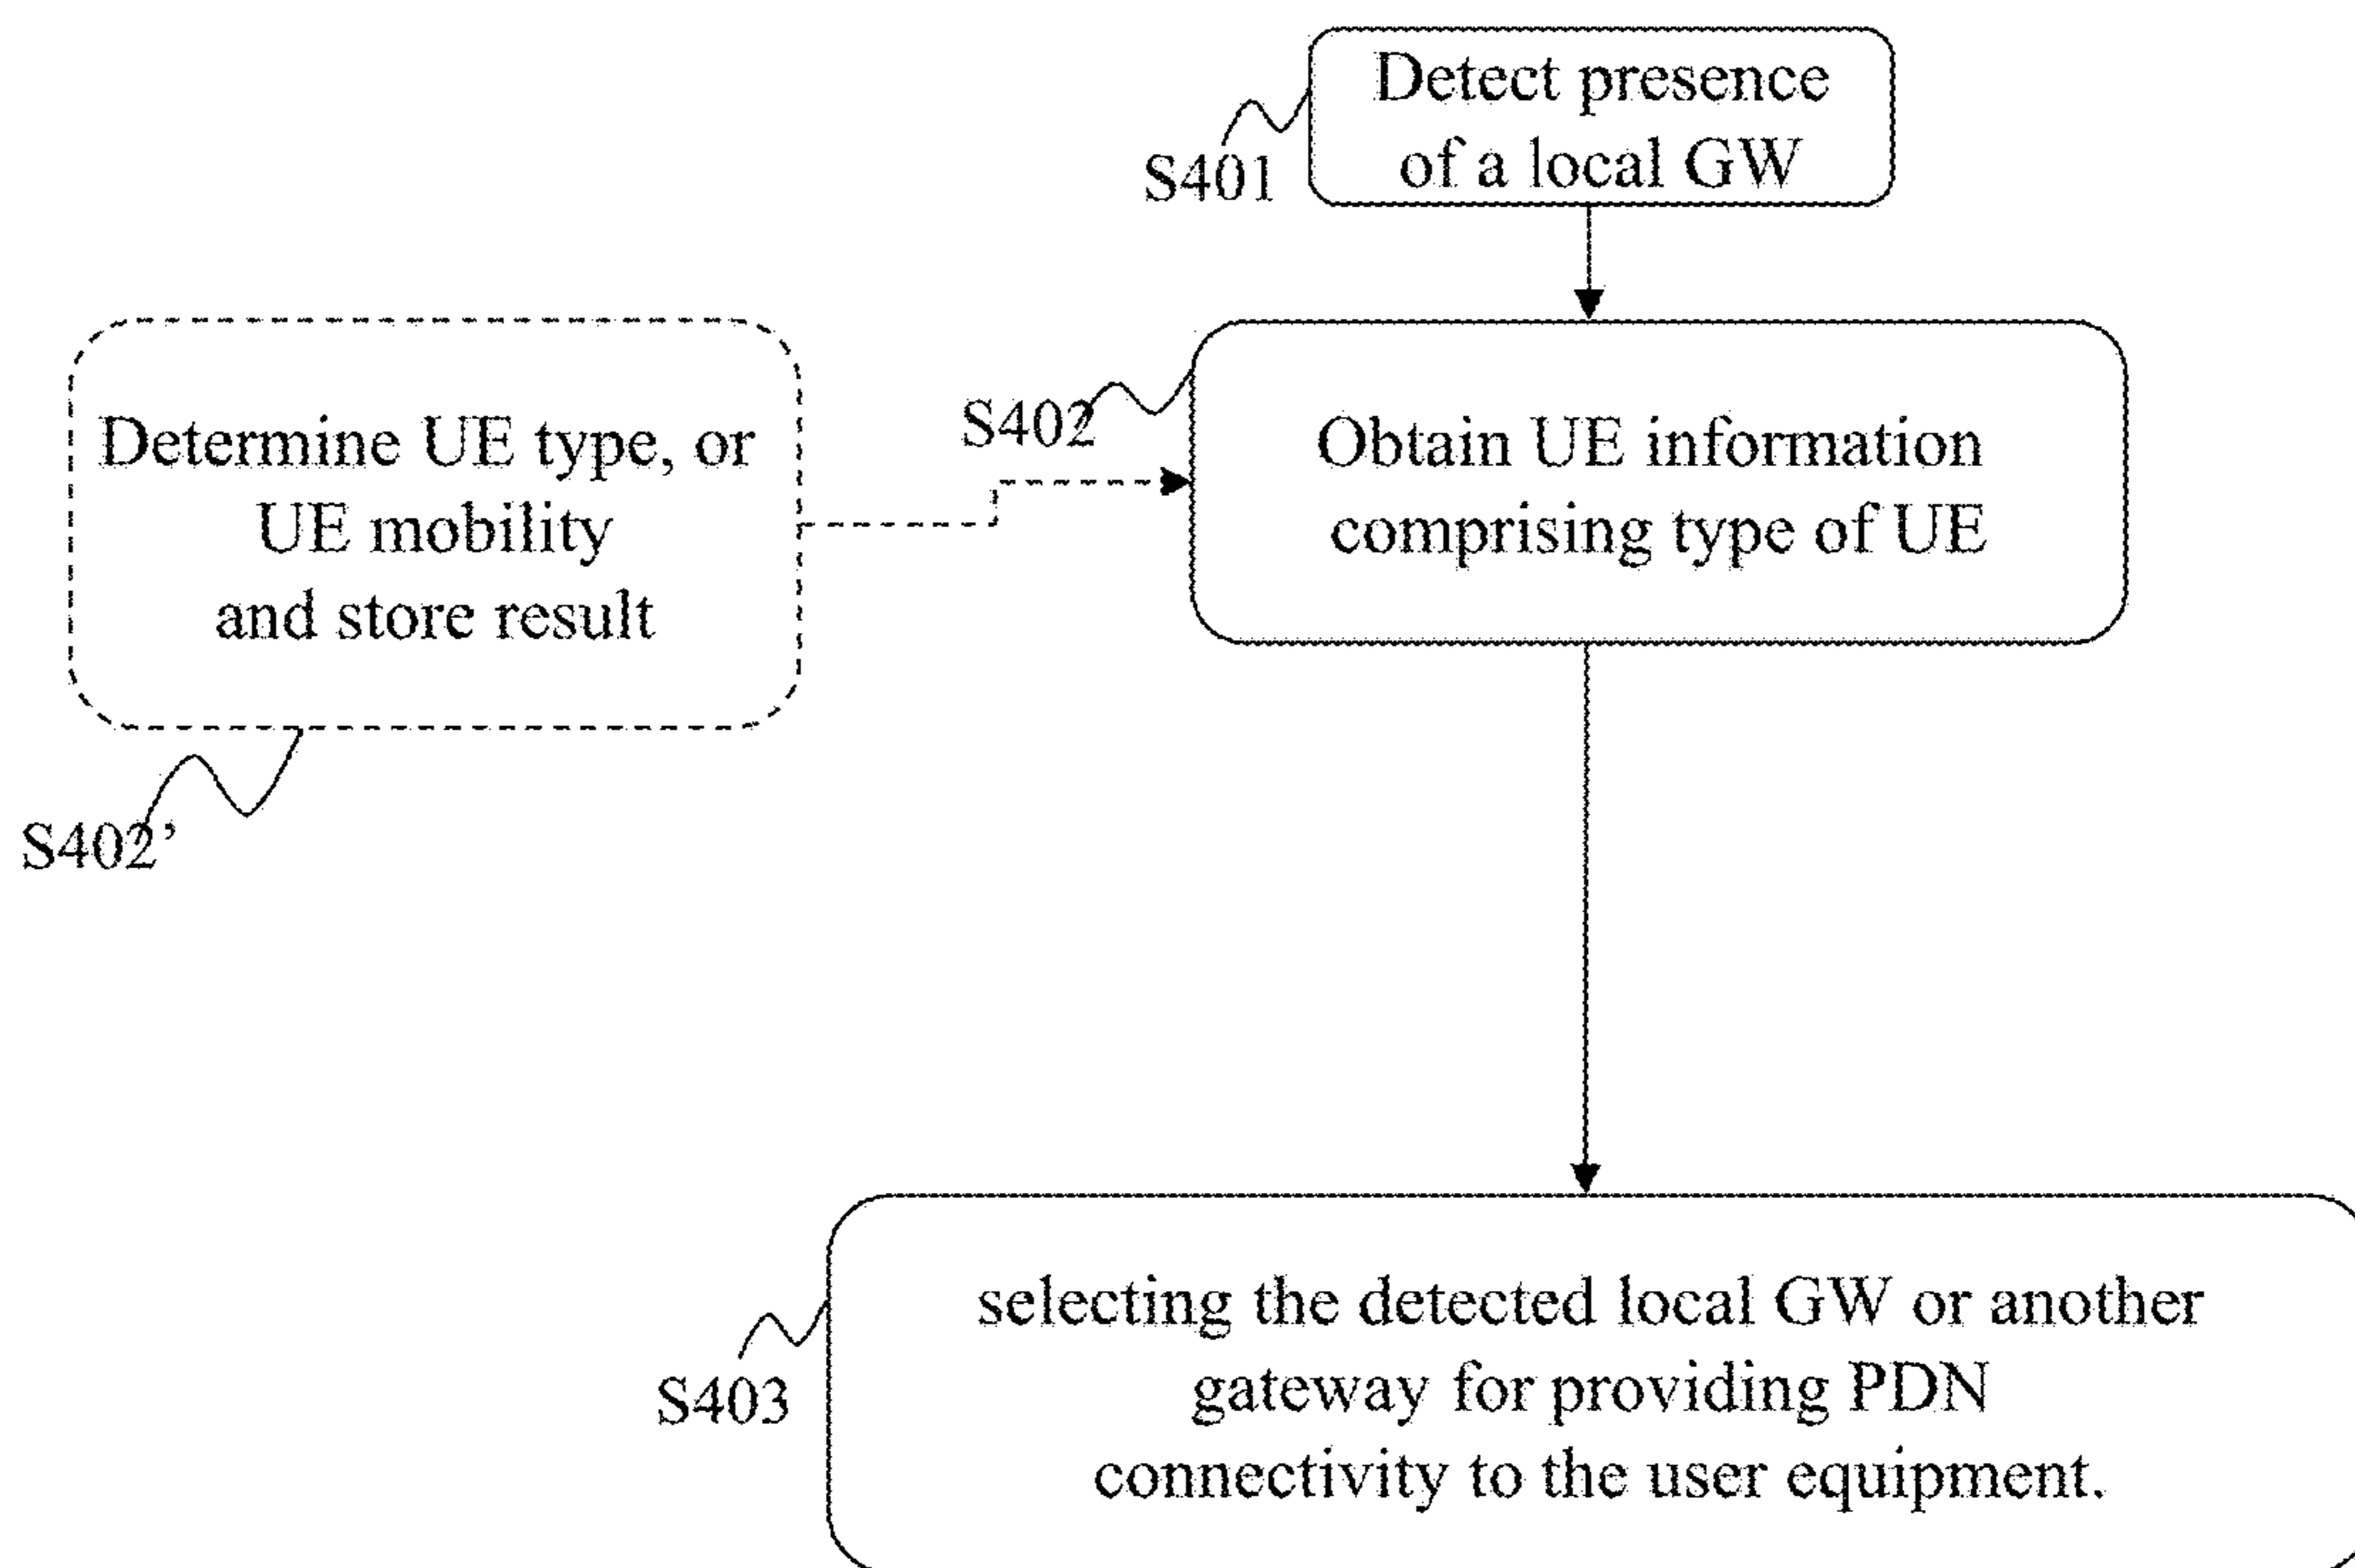 Detect presence
of a local GW
S401
S402
Obtain UE information
comprising type of UE
Determine UE type, or
UE mobility
and store result
S402’
selecting the detected local GW or another
gateway for providing PDN
connectivity to the user equipment.
S403